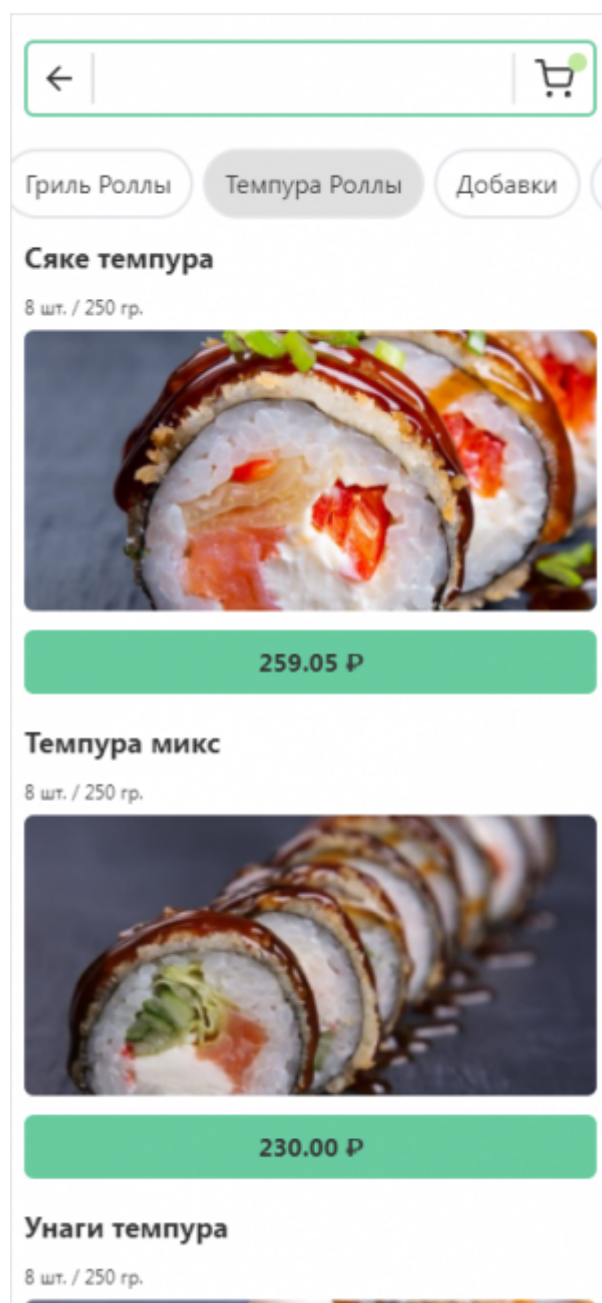 Гриль Роллы Темпура Роллы Добавки
Сяке темпура
8 шт. / 250 гр.
259.05 ₽
Темпура микс
8 шт. / 250 гр.
230.00 ₽
Унаги темпура
8 шт. / 250 гр.